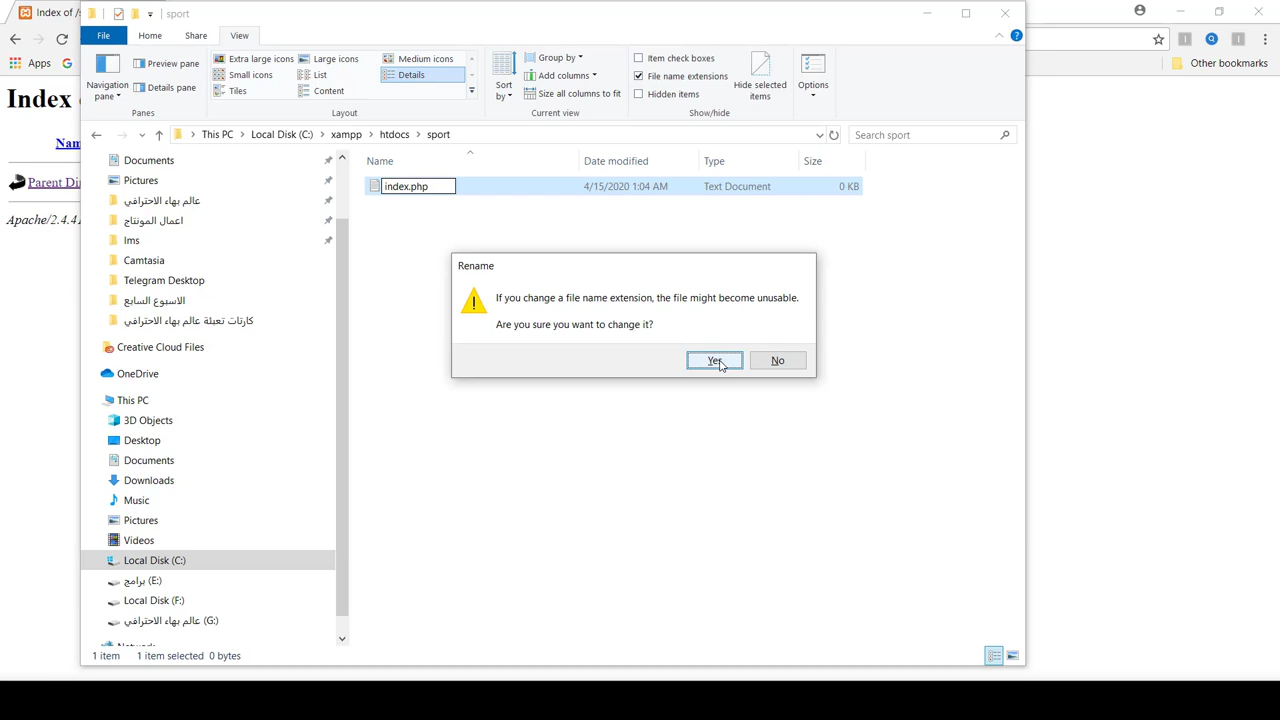 Index of /s
sport
File
Home
Share
View
Preview pane
Details pane
Navigation
pane
Panes
Extra large icons
Large icons
Medium icons
Small icons
List
Details
Tiles
Content
Layout
Sort
by
Group by
Add columns
Size all columns to fit
Current view
Item check boxes
File name extensions
Hidden items
Hide selected
items
Show/hide
Options
This PC
Local Disk (C:)
xampp
htdocs
sport
Search sport
Apps
Other bookmarks
Index
Nam
Parent Di
Apache/2.4.4
Name
Date modified
Type
Size
index.php
4/15/2020 1:04 AM
Text Document
0 KB
Documents
Pictures
عالم بهاء الاحترافي
اعمال المونتاج
Ims
Camtasia
Telegram Desktop
الاسبوع السابع
كارتات تعبئة عالم بهاء الاحترافي
Creative Cloud Files
OneDrive
This PC
3D Objects
Desktop
Documents
Downloads
Music
Pictures
Videos
Local Disk (C:)
برامج (E:)
Local Disk (F:)
عالم بهاء الاحترافي (G:)
Rename
If you change a file name extension, the file might become unusable.
Are you sure you want to change it?
Yes
No
1 item
1 item selected 0 bytes